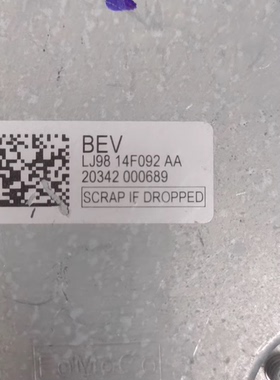 BEV
LJ98 14F092 AA
20342 000689
SCRAP IF DROPPED